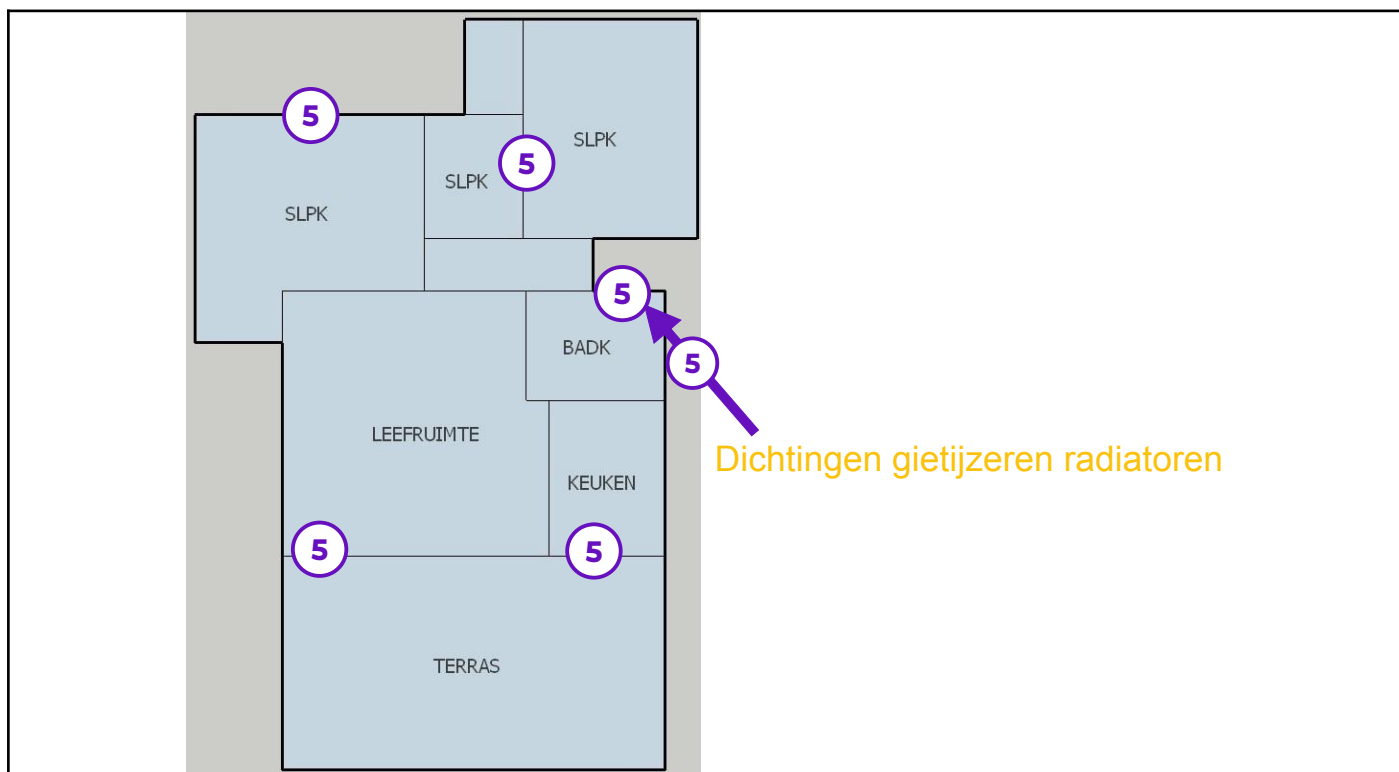 5
SLPK
5
SLPK
SLPK
5
BADK
5
LEEFRUIMTE
Dichtingen gietijzeren radiatoren
KEUKEN
5
5
TERRAS